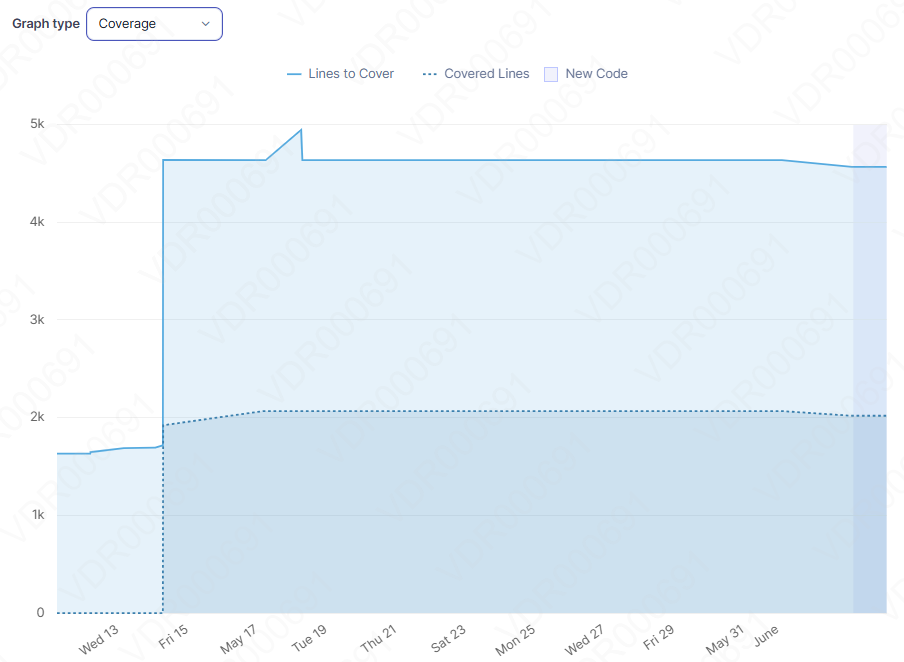 Graph type Coverage
Lines to Cover Covered Lines New Code
5k
4k
3k
2k
1k
0
Wed 13 Fri 15 May 17 Tue 19 Thu 21 Sat 23 Mon 25 Wed 27 Fri 29 May 31 June
VDR000691